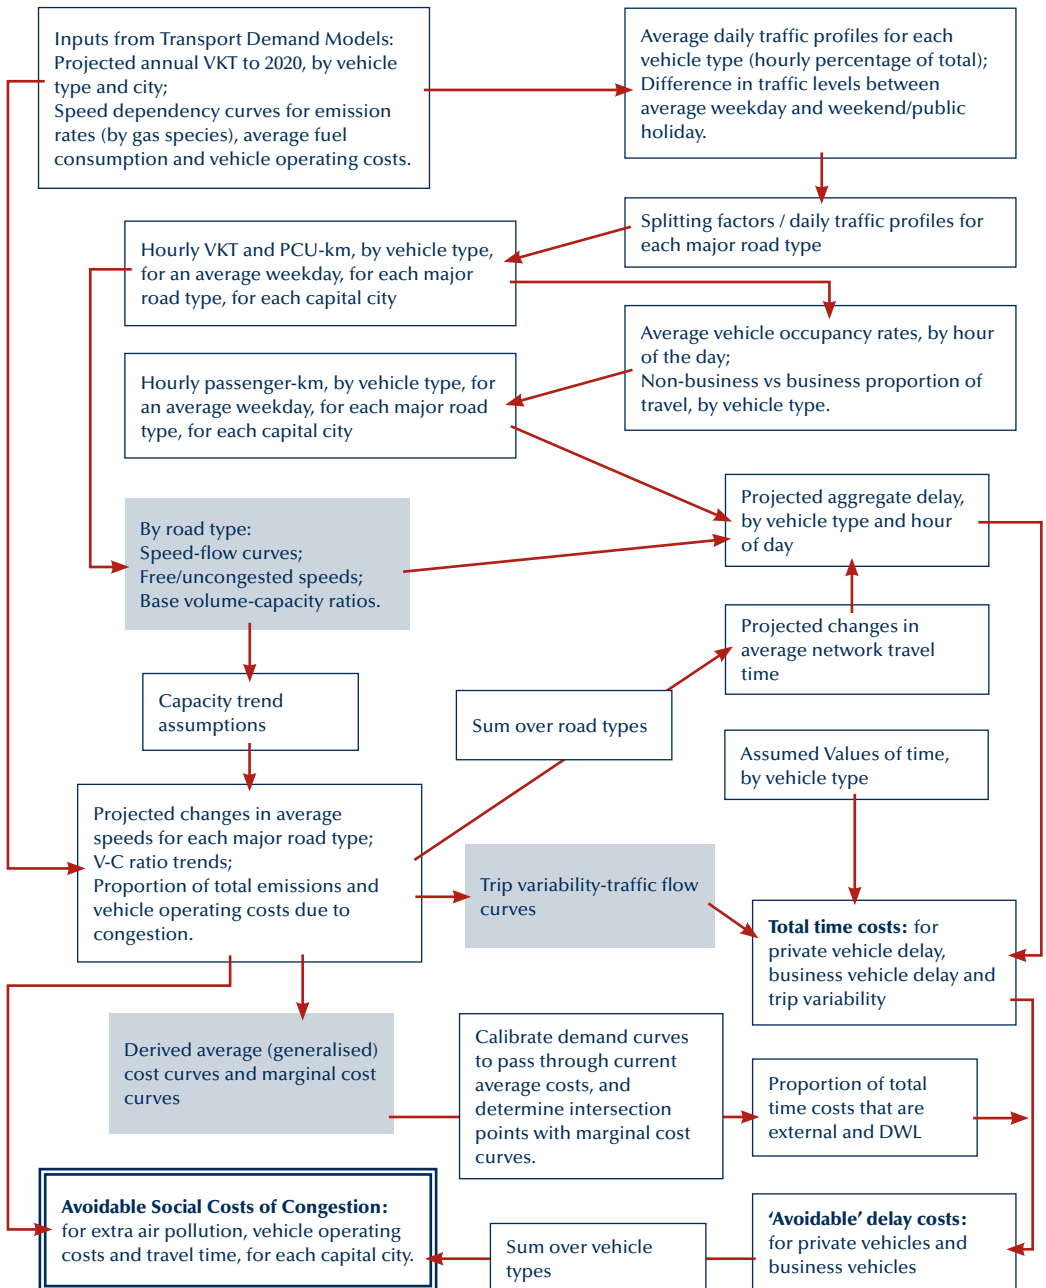 Inputs from Transport Demand Models:
Projected annual VKT to 2020, by vehicle
type and city;
Speed dependency curves for emission
rates (by gas species), average fuel
consumption and vehicle operating costs.
Average daily traffic profiles for each
vehicle type (hourly percentage of total);
Difference in traffic levels between
average weekday and weekend/public
holiday.
Splitting factors / daily traffic profiles for
each major road type
Hourly VKT and PCU-km, by vehicle type,
for an average weekday, for each major
road type, for each capital city
Average vehicle occupancy rates, by hour
of the day;
Non-business vs business proportion of
travel, by vehicle type.
Hourly passenger-km, by vehicle type, for
an average weekday, for each major road
type, for each capital city
Projected aggregate delay,
by vehicle type and hour
of day
By road type:
Speed-flow curves;
Free/uncongested speeds;
Base volume-capacity ratios.
Projected changes in
average network travel
time
Capacity trend
assumptions
Sum over road types
Assumed Values of time,
by vehicle type
Projected changes in average
speeds for each major road type;
V-C ratio trends;
Proportion of total emissions and
vehicle operating costs due to
congestion.
Trip variability-traffic flow
curves
Total time costs: for
private vehicle delay,
business vehicle delay and
trip variability
Derived average (generalised)
cost curves and marginal cost
curves
Calibrate demand curves
to pass through current
average costs, and
determine intersection
points with marginal cost
curves.
Proportion of total
time costs that are
external and DWL
Avoidable Social Costs of Congestion:
for extra air pollution, vehicle operating
costs and travel time, for each capital city.
Sum over vehicle
types
‘Avoidable’ delay costs:
for private vehicles and
business vehicles